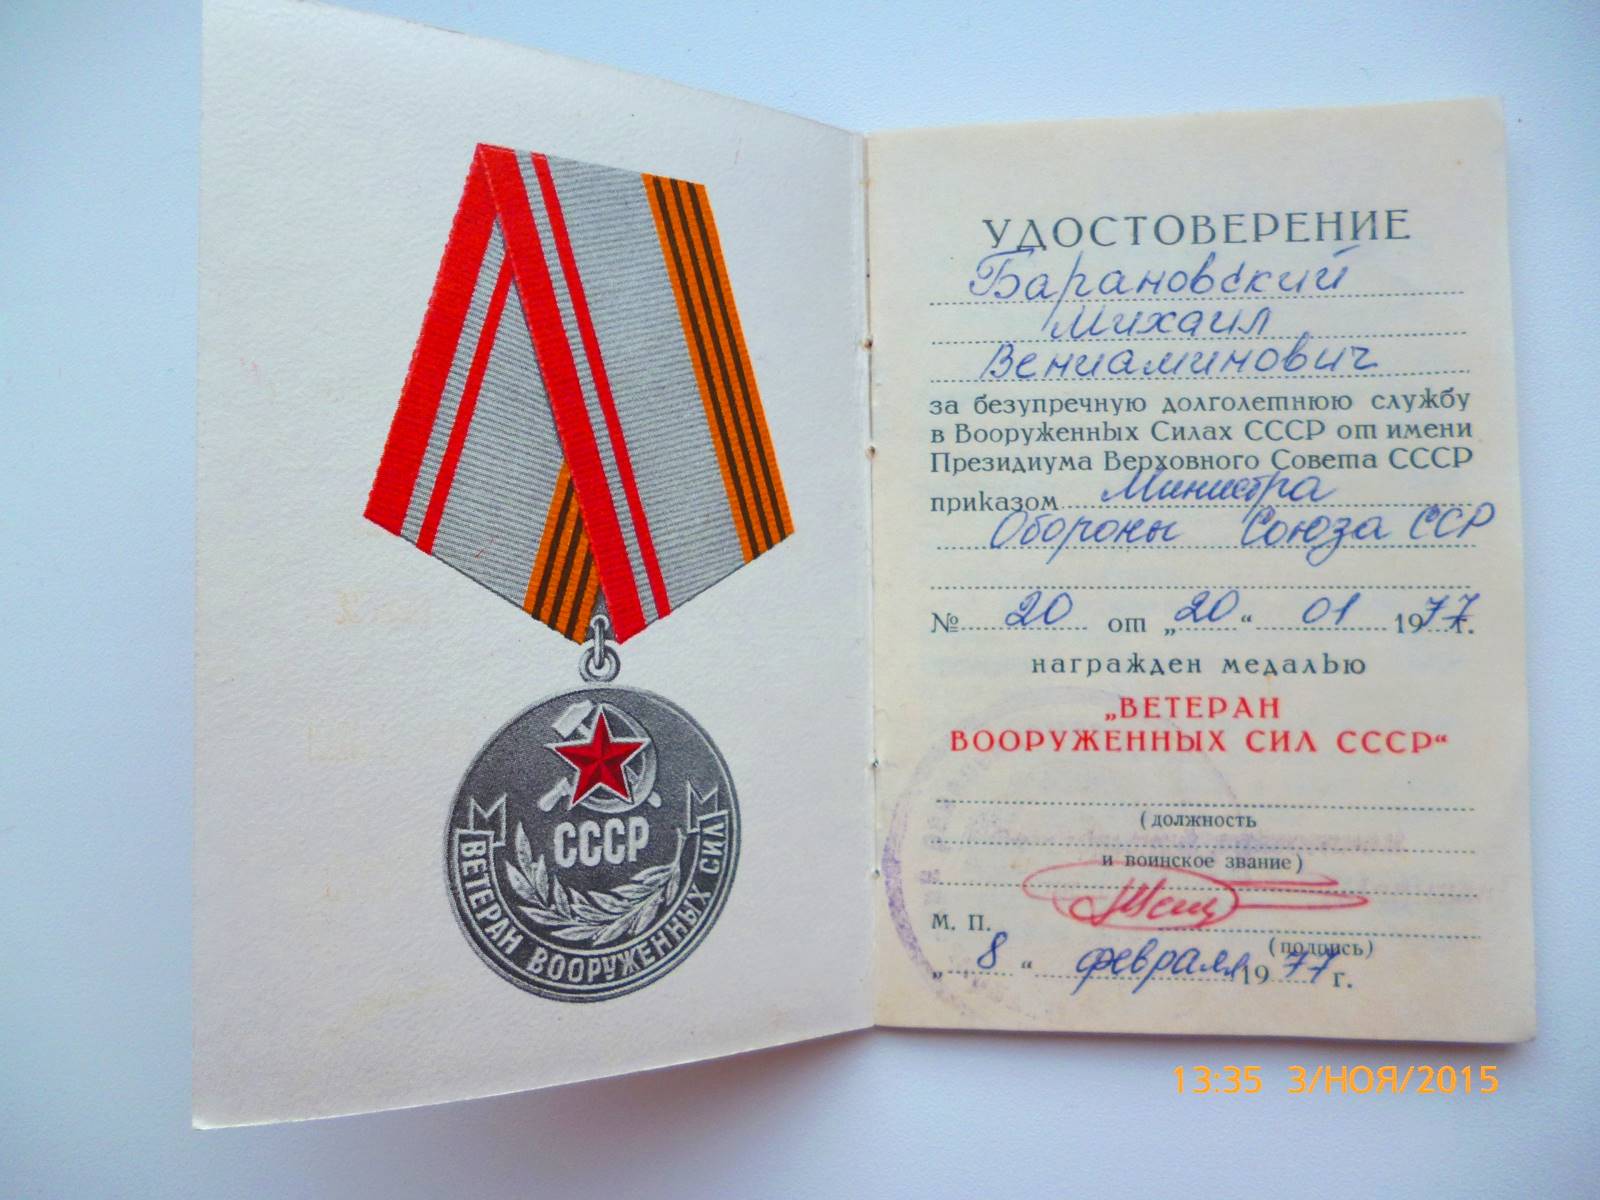 СССР
ВЕТЕРАН ВООРУЖЕННЫХ СИЛ
УДОСТОВЕРЕНИЕ
Барановский
Михаил
Вениаминович
за безупречную долголетнюю службу
в Вооруженных Силах СССР от имени
Президиума Верховного Совета СССР
приказом Министра
Обороны Союза ССР
№ 20 от „20“ 01 1977 г.
награжден медалью
„ВЕТЕРАН
ВООРУЖЕННЫХ СИЛ СССР“
(должность
и воинское звание)
М. П.
(подпись)
„8“ февраля 1977 г.
13:35 3/НОЯ/2015